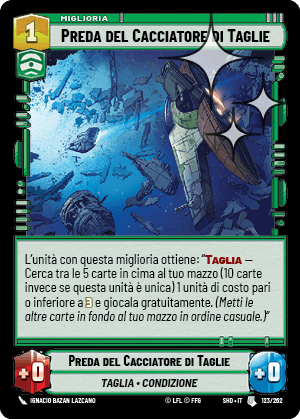 MIGLIORIA
1
Preda del Cacciatore di Taglie
L'unità con questa miglioria ottiene: "Taglia –
Cerca tra le 5 carte in cima al tuo mazzo (10 carte
invece se questa unità è unica) 1 unità di costo pari
o inferiore a 3 e giocala gratuitamente. (Metti le
altre carte in fondo al tuo mazzo in ordine casuale.)"
Preda del Cacciatore di Taglie
+0
+0
TAGLIA • CONDIZIONE
IGNACIO BAZAN LAZCANO
© LFL © FFG
SHD • IT
123/262